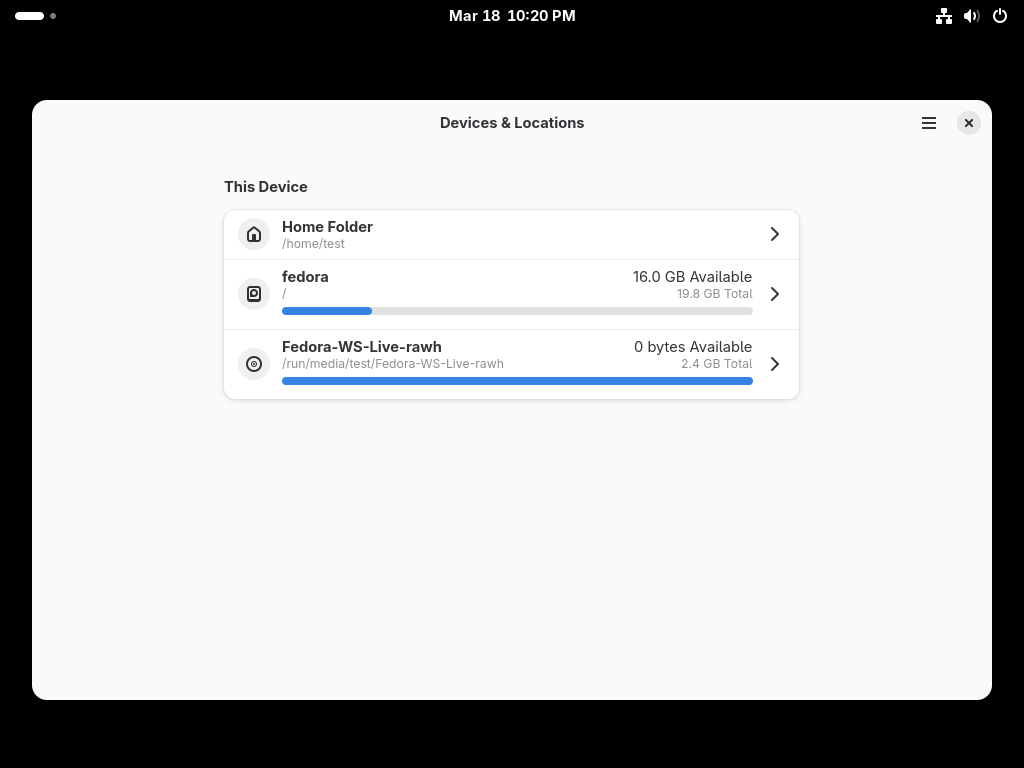 Mar 18 10:20 PM
Devices & Locations
This Device
Home Folder
/home/test
fedora
16.0 GB Available
/
19.8 GB Total
Fedora-WS-Live-rawh
0 bytes Available
/run/media/test/Fedora-WS-Live-rawh
2.4 GB Total